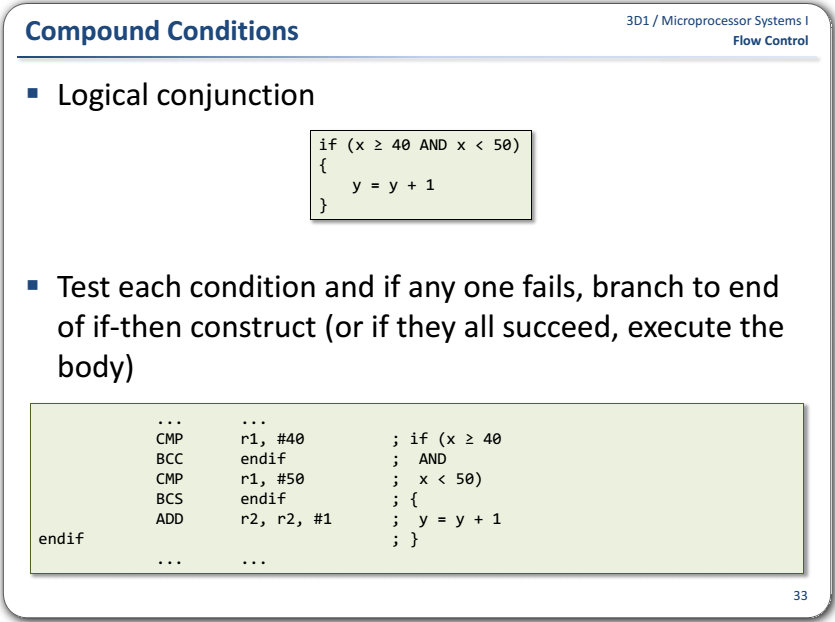 Compound Conditions
3D1 / Microprocessor Systems I
Flow Control
▪ Logical conjunction
if (x ≥ 40 AND x < 50)
{
    y = y + 1
}
▪ Test each condition and if any one fails, branch to end
of if-then construct (or if they all succeed, execute the
body)
... ...
CMP r1, #40 ; if (x ≥ 40
BCC endif ; AND
CMP r1, #50 ; x < 50)
BCS endif ; {
ADD r2, r2, #1 ; y = y + 1
endif ; }
... ...
33